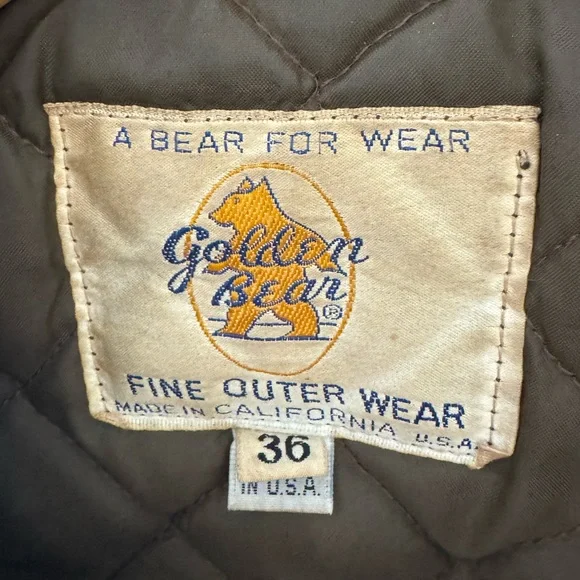 A BEAR FOR WEAR
Golden
Bear
®
FINE OUTER WEAR
MADE IN CALIFORNIA U.S.A.
36
IN U.S.A.